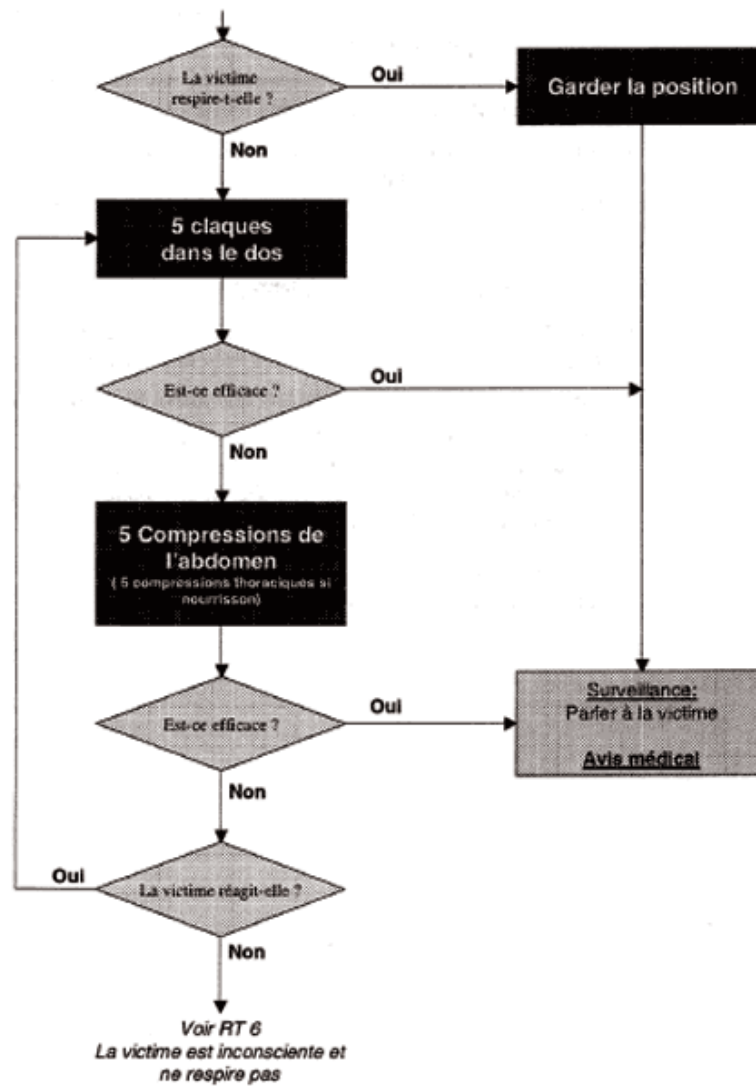 La victime
respire-t-elle ?
Oui
Garder la position
Non
5 claques
dans le dos
Est-ce efficace ?
Oui
Non
5 Compressions de
l'abdomen
( 5 compressions thoraciques si
nourrisson)
Est-ce efficace ?
Oui
Surveillance:
Parler à la victime
Avis médical
Non
La victime réagit-elle ?
Oui
Non
Voir RT 6
La victime est inconsciente et
ne respire pas